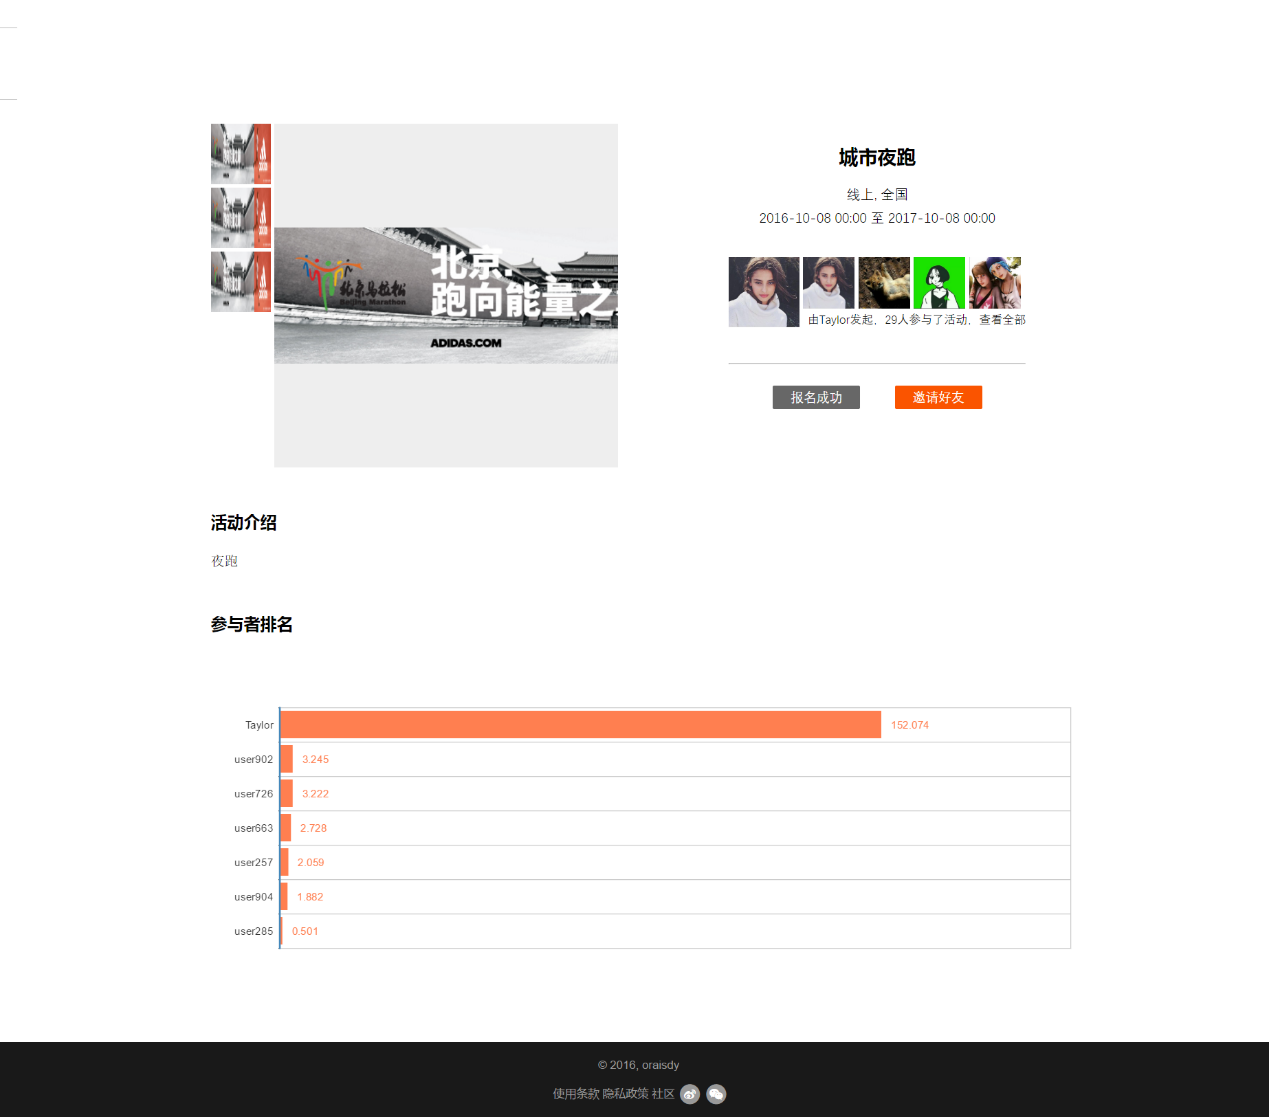 北京.
跑向能量之
北京马拉松
Beijing Marathon
ADIDAS.COM
城市夜跑
线上, 全国
2016-10-08 00:00 至 2017-10-08 00:00
由Taylor发起，29人参与了活动，查看全部
报名成功
邀请好友
活动介绍
夜跑
参与者排名
Taylor 152.074
user902 3.245
user726 3.222
user663 2.728
user257 2.059
user904 1.882
user285 0.501
© 2016, oraisdy
使用条款 隐私政策 社区